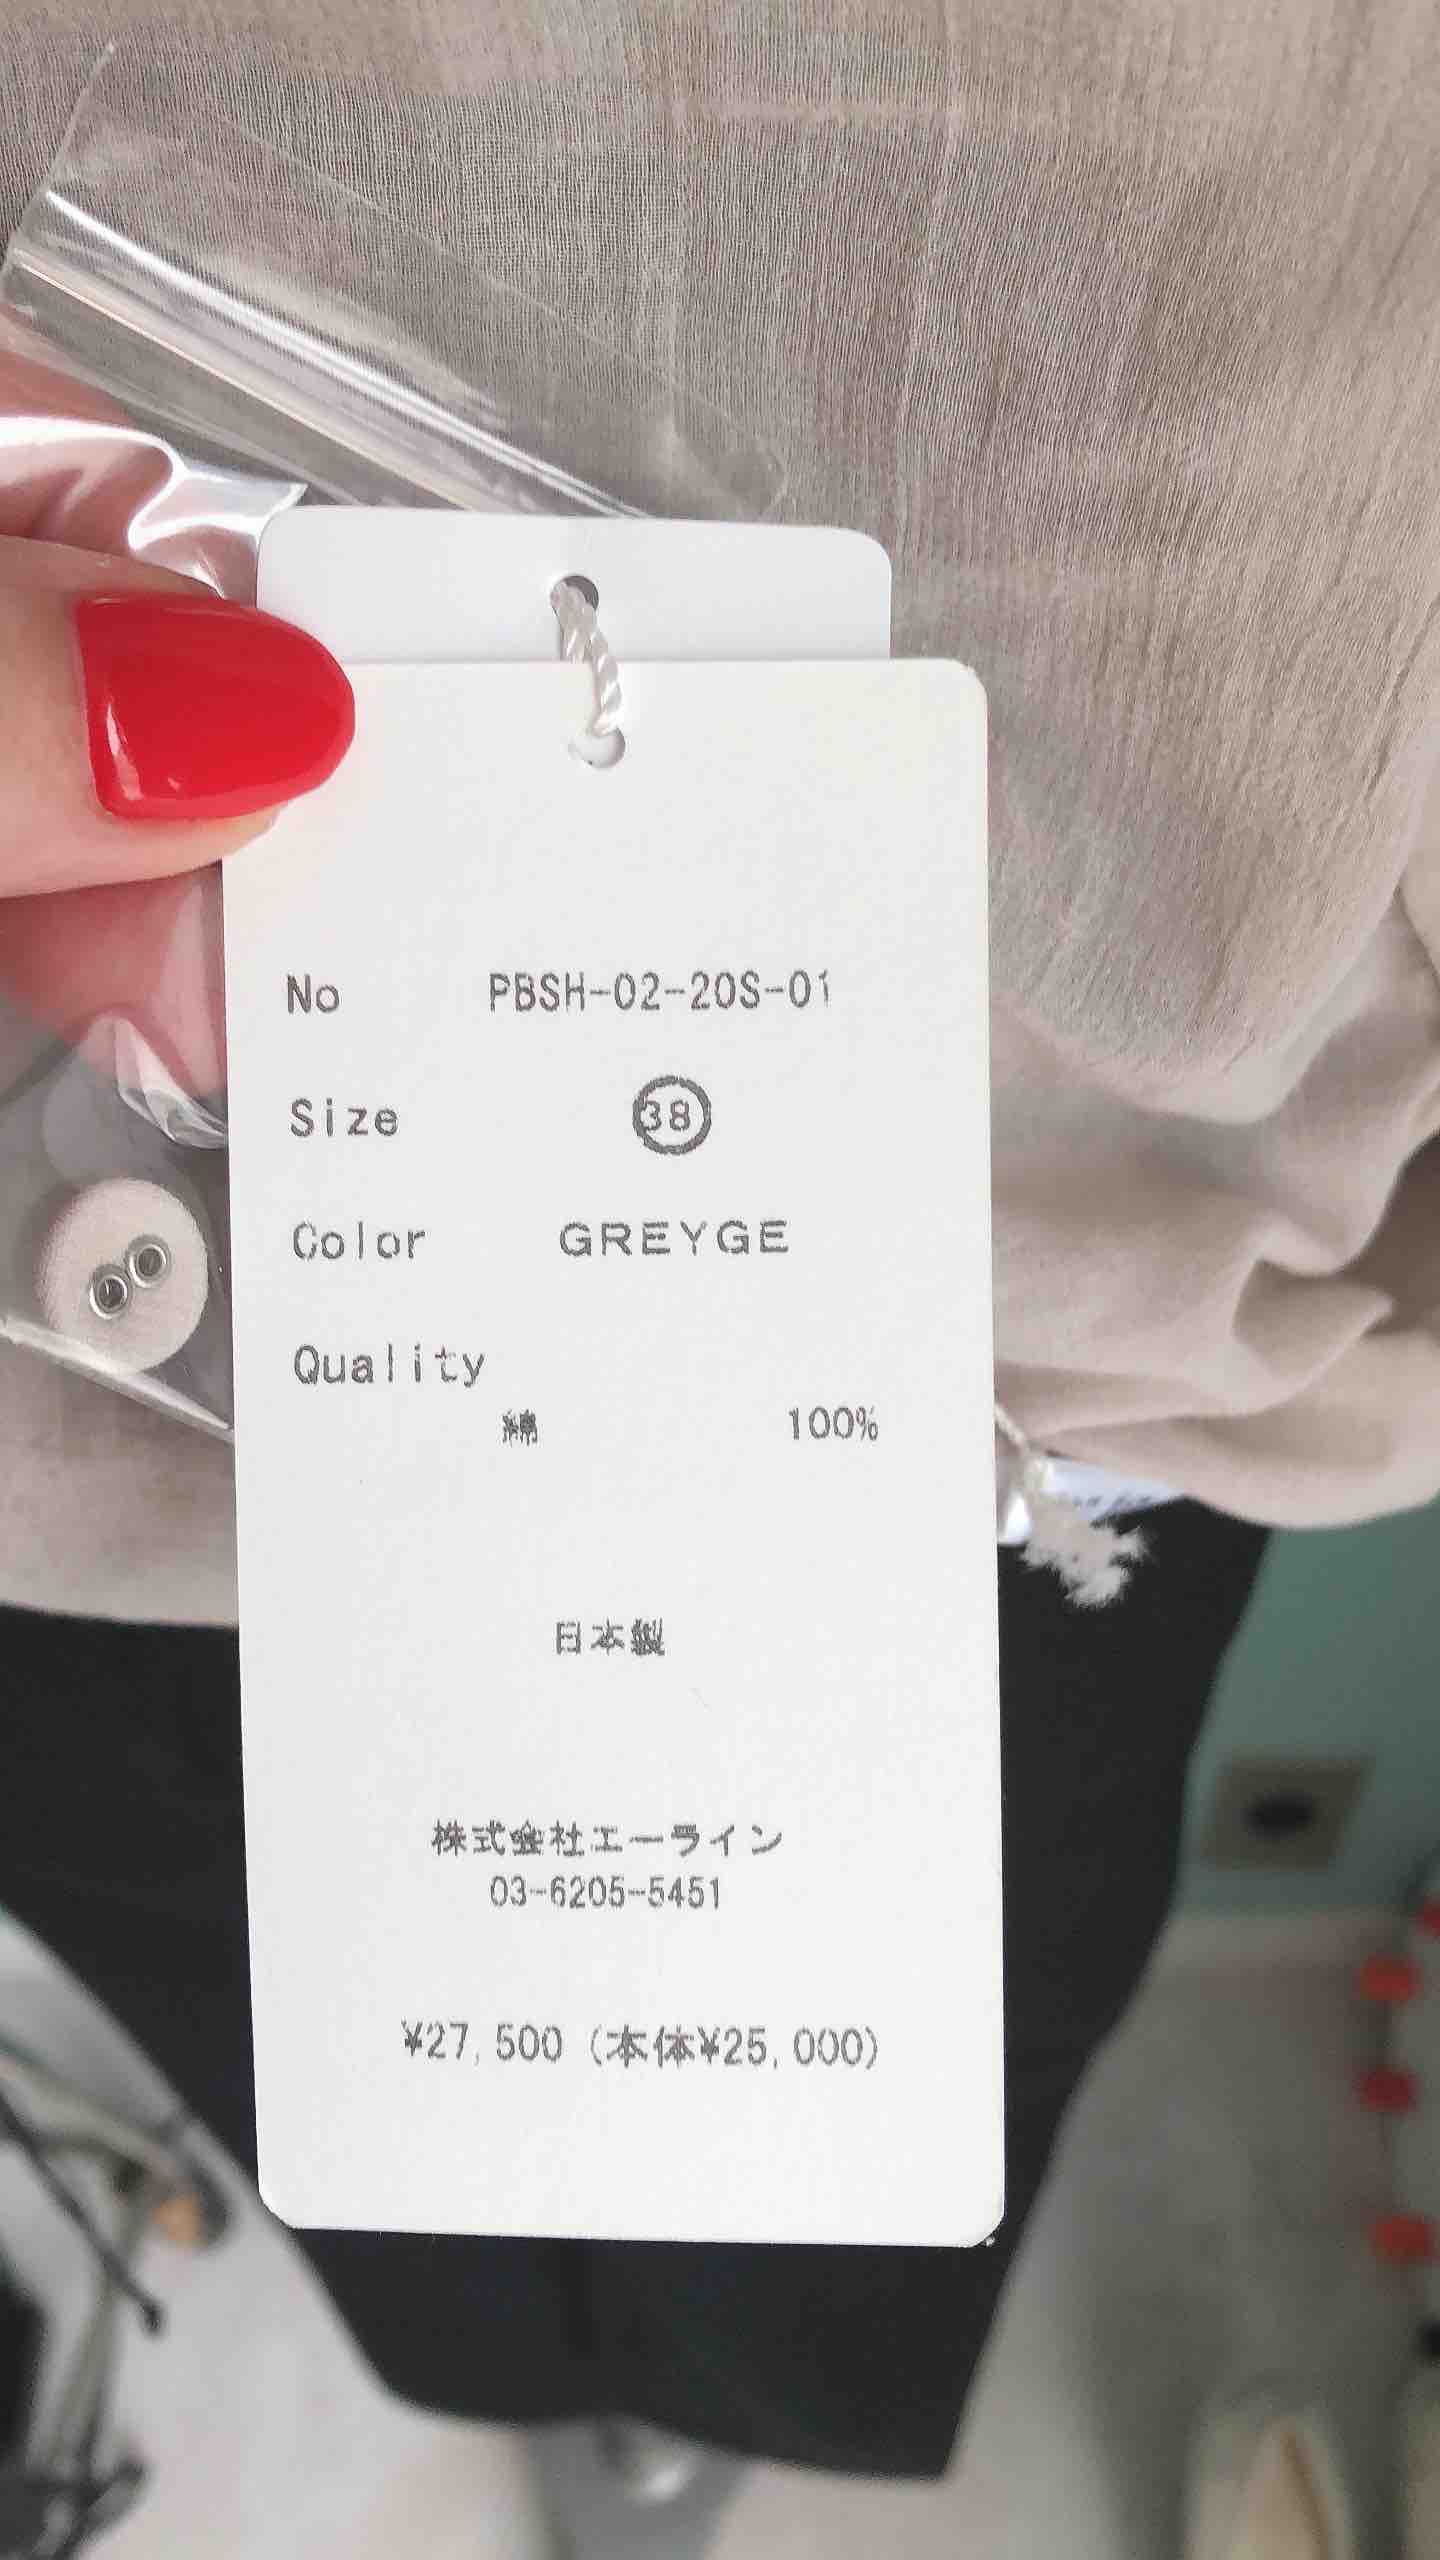 No PBSH-02-20S-01
Size 38
Color GREYGE
Quality
綿 100%
日本製
株式会社エーライン
03-6205-5451
¥27,500 (本体¥25,000)